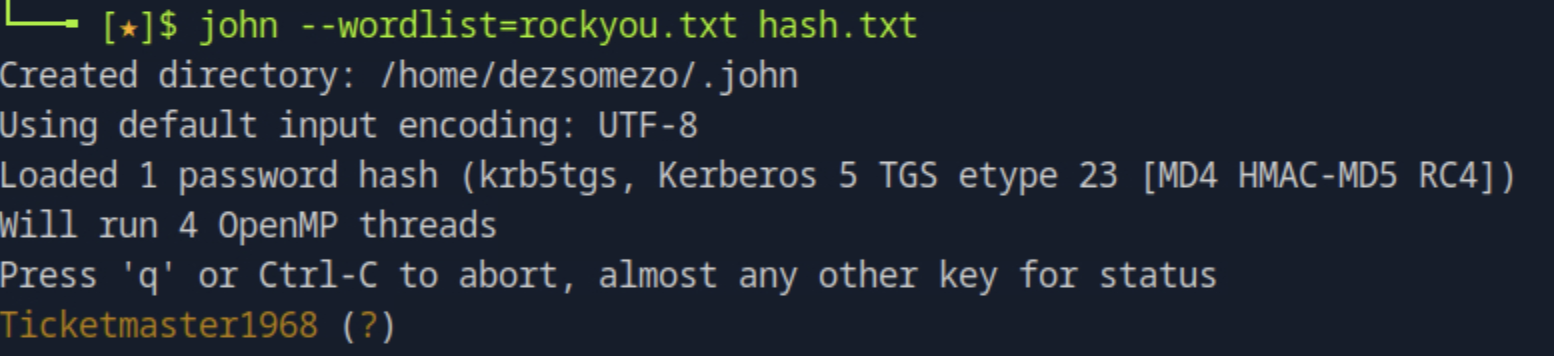 [★]$ john --wordlist=rockyou.txt hash.txt
Created directory: /home/dezsomezo/.john
Using default input encoding: UTF-8
Loaded 1 password hash (krb5tgs, Kerberos 5 TGS etype 23 [MD4 HMAC-MD5 RC4])
Will run 4 OpenMP threads
Press 'q' or Ctrl-C to abort, almost any other key for status
Ticketmaster1968 (?)